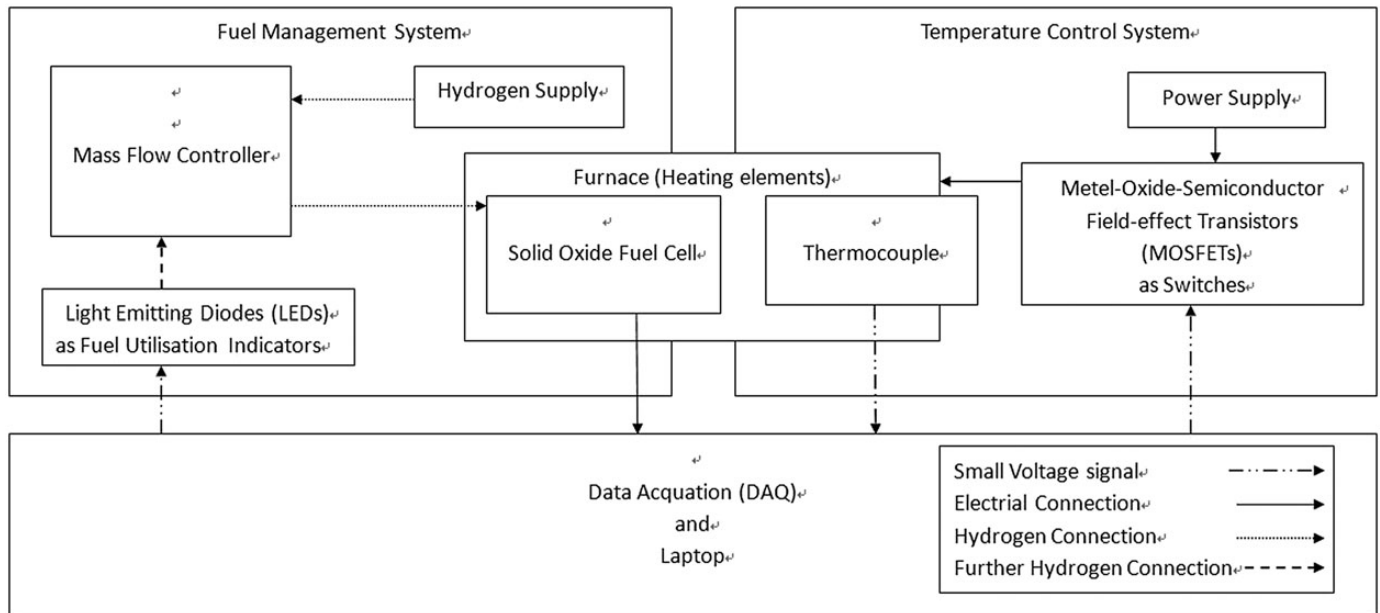 Fuel Management System
Mass Flow Controller
Hydrogen Supply
Light Emitting Diodes (LEDs)
as Fuel Utilisation Indicators
Temperature Control System
Power Supply
Furnace (Heating elements)
Solid Oxide Fuel Cell
Thermocouple
Metel-Oxide-Semiconductor
Field-effect Transistors
(MOSFETs)
as Switches
Data Acquation (DAQ)
and
Laptop
Small Voltage signal
Electrial Connection
Hydrogen Connection
Further Hydrogen Connection